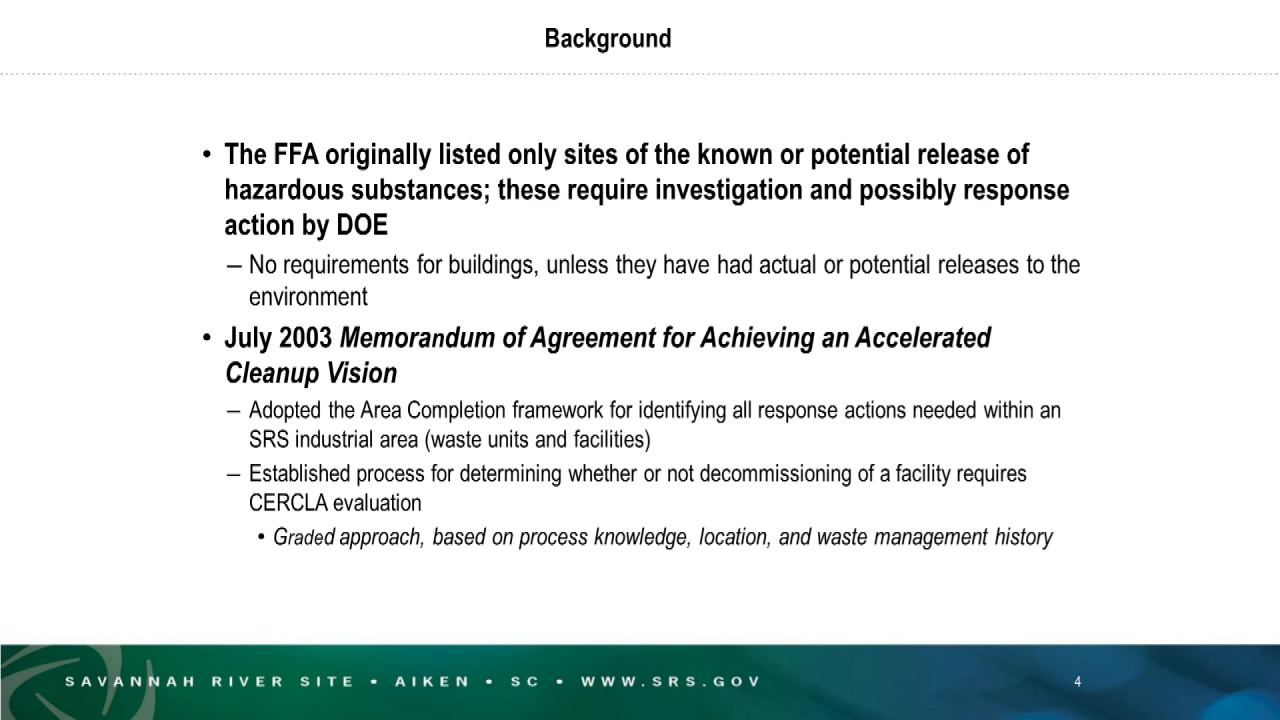 Background
• The FFA originally listed only sites of the known or potential release of
hazardous substances; these require investigation and possibly response
action by DOE
– No requirements for buildings, unless they have had actual or potential releases to the
environment
• July 2003 Memorandum of Agreement for Achieving an Accelerated
Cleanup Vision
– Adopted the Area Completion framework for identifying all response actions needed within an
SRS industrial area (waste units and facilities)
– Established process for determining whether or not decommissioning of a facility requires
CERCLA evaluation
• Graded approach, based on process knowledge, location, and waste management history
SAVANNAH RIVER SITE • AIKEN • SC • WWW.SRS.GOV
4